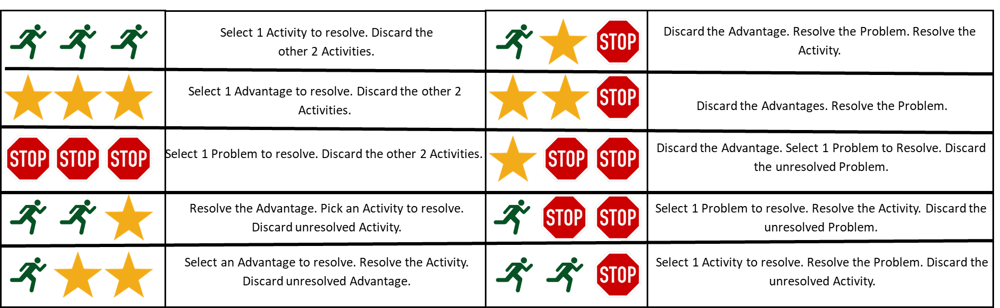 Select 1 Activity to resolve. Discard the
other 2 Activities.
STOP
Discard the Advantage. Resolve the Problem. Resolve the
Activity.
Select 1 Advantage to resolve. Discard the other 2
Activities.
STOP
Discard the Advantages. Resolve the Problem.
STOP STOP STOP
Select 1 Problem to resolve. Discard the other 2 Activities.
STOP STOP
Discard the Advantage. Select 1 Problem to Resolve. Discard
the unresolved Problem.
Resolve the Advantage. Pick an Activity to resolve.
Discard unresolved Activity.
STOP STOP
Select 1 Problem to resolve. Resolve the Activity. Discard the
unresolved Problem.
Select an Advantage to resolve. Resolve the Activity.
Discard unresolved Advantage.
STOP
Select 1 Activity to resolve. Resolve the Problem. Discard the
unresolved Activity.